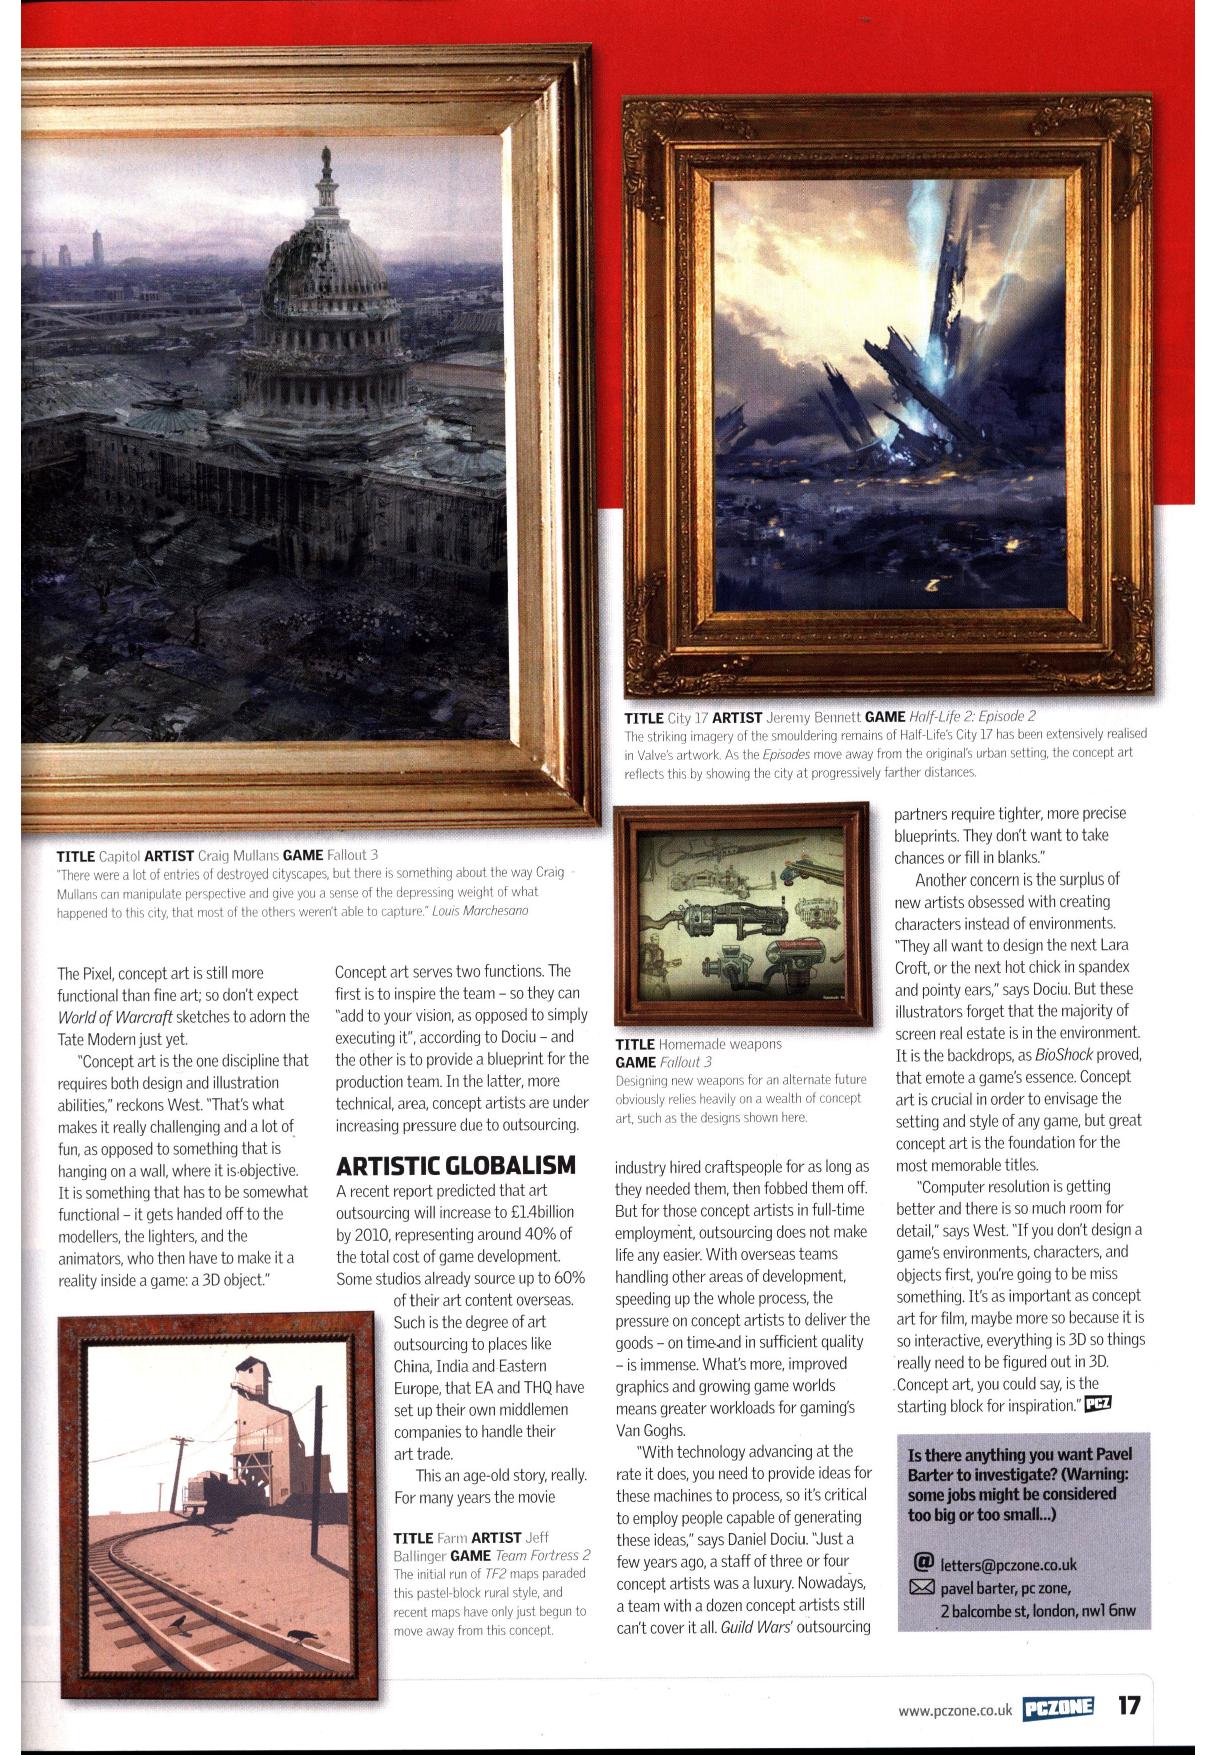 TITLE City 17 ARTIST Jeremy Bennett GAME Half-Life 2: Episode 2
The striking imagery of the smouldering remains of Half-Life's City 17 has been extensively realised
in Valve's artwork. As the Episodes move away from the original's urban setting, the concept art
reflects this by showing the city at progressively farther distances.
TITLE Capitol ARTIST Craig Mullans GAME Fallout 3
"There were a lot of entries of destroyed cityscapes, but there is something about the way Craig
Mullans can manipulate perspective and give you a sense of the depressing weight of what
happened to this city, that most of the others weren't able to capture." Louis Marchesano
The Pixel, concept art is still more
functional than fine art; so don't expect
World of Warcraft sketches to adorn the
Tate Modern just yet.
"Concept art is the one discipline that
requires both design and illustration
abilities," reckons West. "That's what
makes it really challenging and a lot of
fun, as opposed to something that is
hanging on a wall, where it is objective.
It is something that has to be somewhat
functional – it gets handed off to the
modellers, the lighters, and the
animators, who then have to make it a
reality inside a game: a 3D object."
Concept art serves two functions. The
first is to inspire the team – so they can
"add to your vision, as opposed to simply
executing it", according to Dociu – and
the other is to provide a blueprint for the
production team. In the latter, more
technical, area, concept artists are under
increasing pressure due to outsourcing.
ARTISTIC GLOBALISM
A recent report predicted that art
outsourcing will increase to £1.4billion
by 2010, representing around 40% of
the total cost of game development.
Some studios already source up to 60%
of their art content overseas.
Such is the degree of art
outsourcing to places like
China, India and Eastern
Europe, that EA and THQ have
set up their own middlemen
companies to handle their
art trade.
This an age-old story, really.
For many years the movie
TITLE Farm ARTIST Jeff
Ballinger GAME Team Fortress 2
The initial run of TF2 maps paraded
this pastel-block rural style, and
recent maps have only just begun to
move away from this concept.
TITLE Homemade weapons
GAME Fallout 3
Designing new weapons for an alternate future
obviously relies heavily on a wealth of concept
art, such as the designs shown here.
industry hired craftspeople for as long as
they needed them, then fobbed them off.
But for those concept artists in full-time
employment, outsourcing does not make
life any easier. With overseas teams
handling other areas of development,
speeding up the whole process, the
pressure on concept artists to deliver the
goods – on time and in sufficient quality
– is immense. What's more, improved
graphics and growing game worlds
means greater workloads for gaming's
Van Goghs.
"With technology advancing at the
rate it does, you need to provide ideas for
these machines to process, so it's critical
to employ people capable of generating
these ideas," says Daniel Dociu. "Just a
few years ago, a staff of three or four
concept artists was a luxury. Nowadays,
a team with a dozen concept artists still
can't cover it all. Guild Wars' outsourcing
partners require tighter, more precise
blueprints. They don't want to take
chances or fill in blanks."
Another concern is the surplus of
new artists obsessed with creating
characters instead of environments.
"They all want to design the next Lara
Croft, or the next hot chick in spandex
and pointy ears," says Dociu. But these
illustrators forget that the majority of
screen real estate is in the environment.
It is the backdrops, as BioShock proved,
that emote a game's essence. Concept
art is crucial in order to envisage the
setting and style of any game, but great
concept art is the foundation for the
most memorable titles.
"Computer resolution is getting
better and there is so much room for
detail," says West. "If you don't design a
game's environments, characters, and
objects first, you're going to be miss
something. It's as important as concept
art for film, maybe more so because it is
so interactive, everything is 3D so things
really need to be figured out in 3D.
Concept art, you could say, is the
starting block for inspiration." PCZ
Is there anything you want Pavel
Barter to investigate? (Warning:
some jobs might be considered
too big or too small...)
@ letters@pczone.co.uk
pavel barter, pc zone,
2 balcombe st, london, nw1 6nw
www.pczone.co.uk PCZONE 17